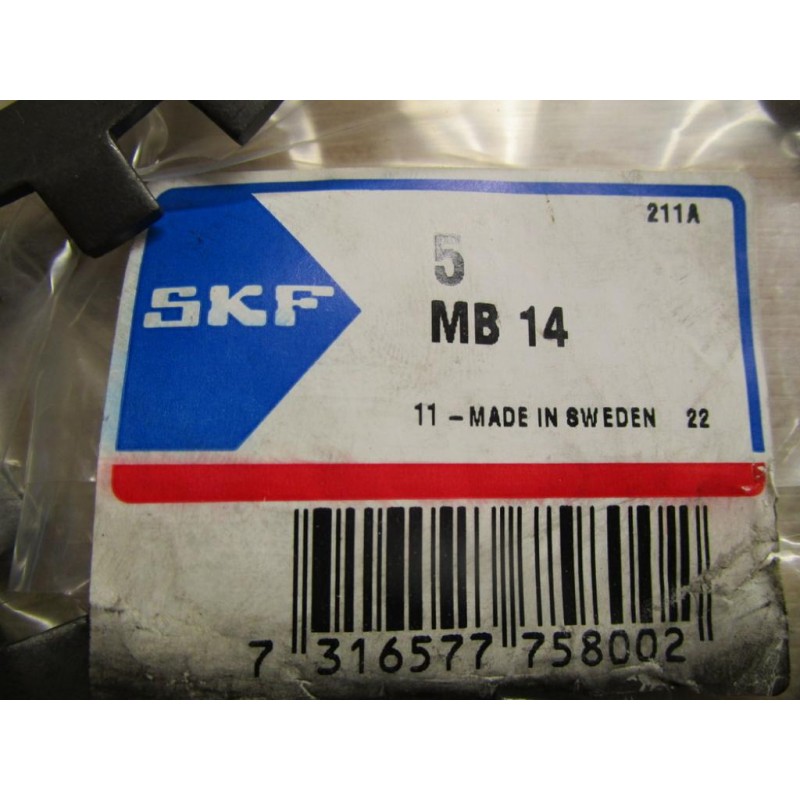 211A
5
SKF
MB 14
11 – MADE IN SWEDEN 22
7 316577 758002